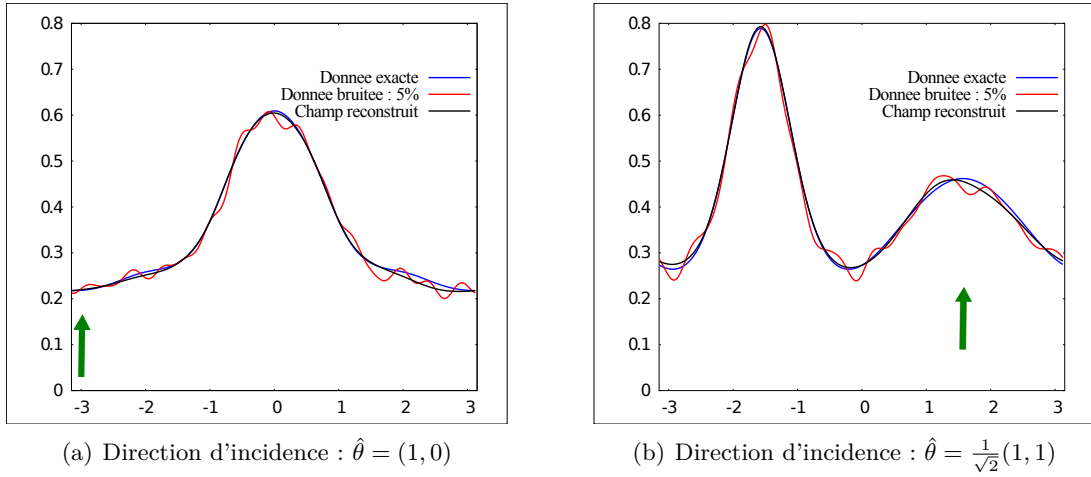 0.8
0.7
0.6
0.5
0.4
0.3
0.2
0.1
0
-3 -2 -1 0 1 2 3
Donnee exacte
Donnee bruitee : 5%
Champ reconstruit
(a) Direction d'incidence : θ̂ = (1, 0)
0.8
0.7
0.6
0.5
0.4
0.3
0.2
0.1
0
-3 -2 -1 0 1 2 3
Donnee exacte
Donnee bruitee : 5%
Champ reconstruit
(b) Direction d'incidence : θ̂ = 1/√2 (1, 1)